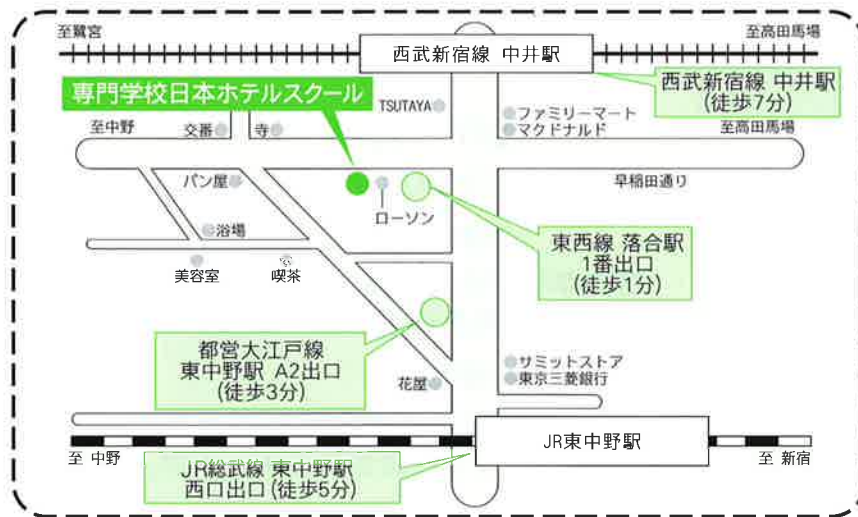 至鷺宮
至高田馬場
西武新宿線 中井駅
西武新宿線 中井駅
(徒歩7分)
専門学校日本ホテルスクール
TSUTAYA
ファミリーマート
マクドナルド
至中野
交番
寺
至高田馬場
パン屋
ローソン
早稲田通り
浴場
東西線 落合駅
1番出口
(徒歩1分)
美容室
喫茶
都営大江戸線
東中野駅 A2出口
(徒歩3分)
サミットストア
東京三菱銀行
花屋
JR東中野駅
至 中野
至 新宿
JR総武線 東中野駅
西口出口(徒歩5分)